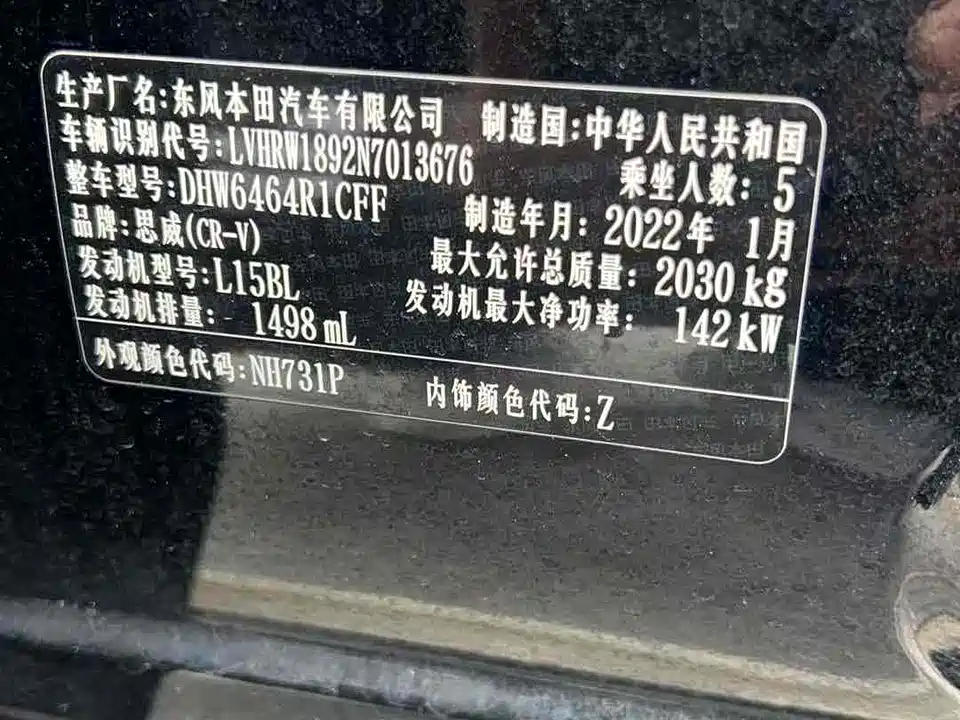 生产厂名:东风本田汽车有限公司 制造国:中华人民共和国
车辆识别代号:LVHRW1892N7013676 乘坐人数: 5
整车型号:DHW6464R1CFF 制造年月: 2022年 1月
品牌:思威(CR-V) 最大允许总质量: 2030 kg
发动机型号:L15BL 发动机最大净功率: 142 kW
发动机排量: 1498 mL
外观颜色代码:NH731P 内饰颜色代码:Z